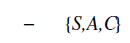 – {S,A,C}